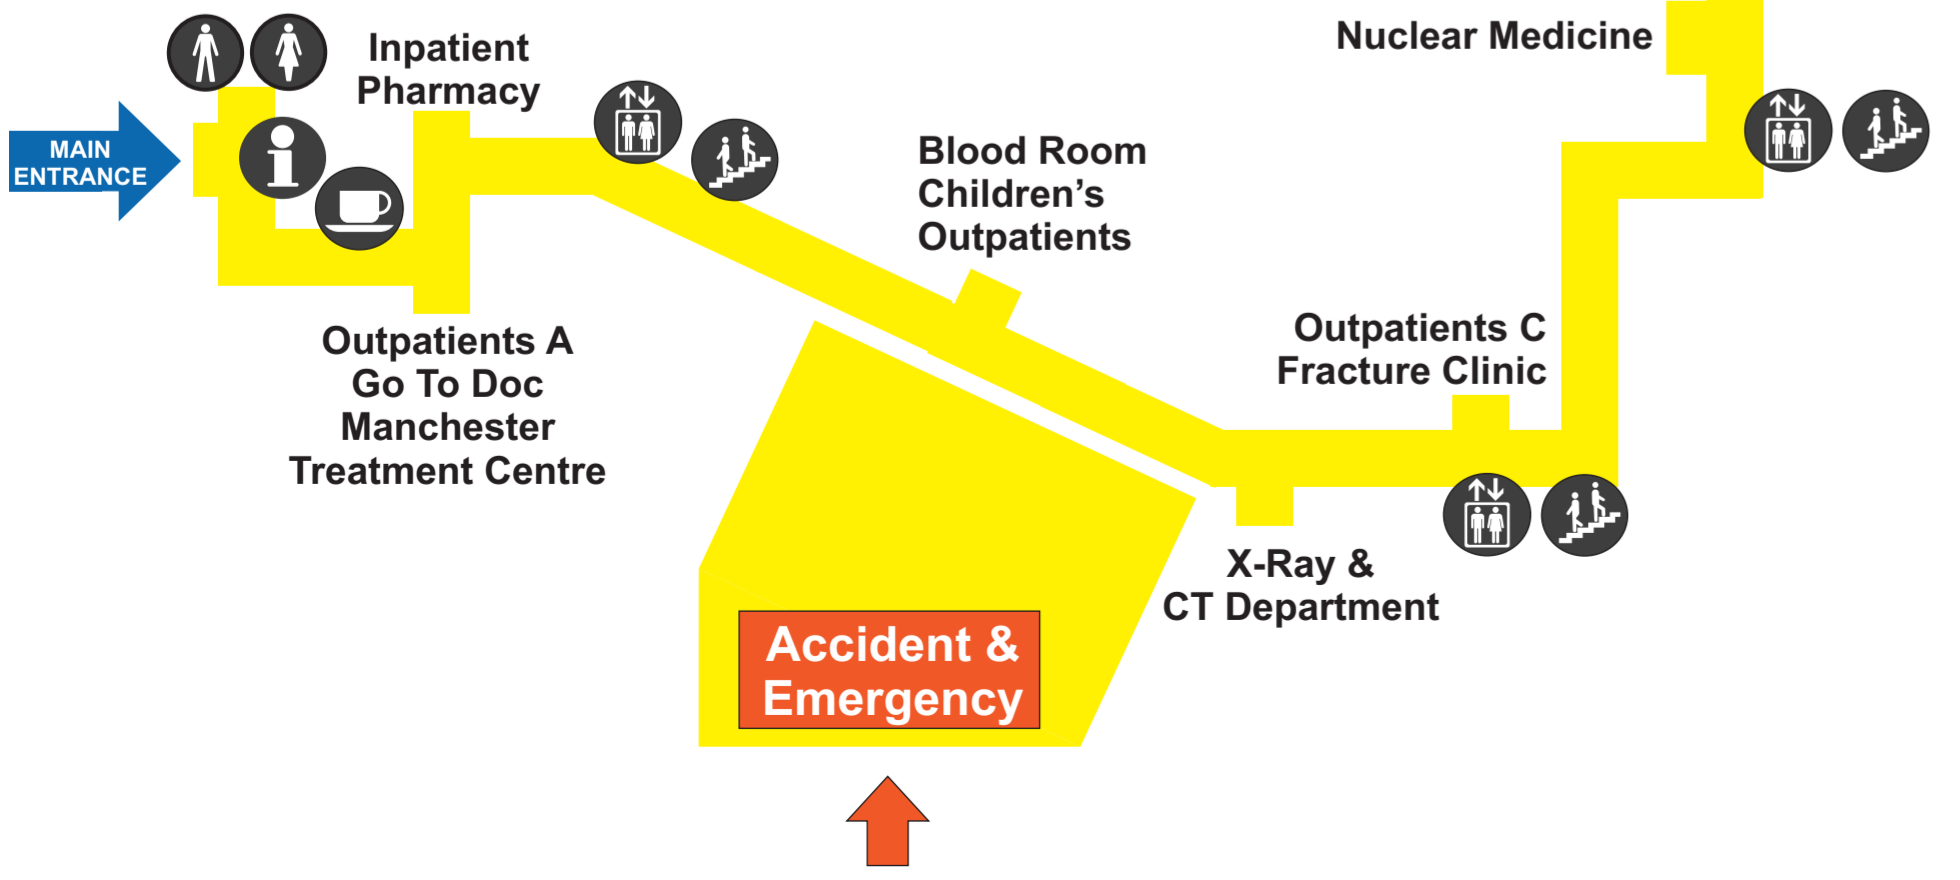 MAIN
ENTRANCE
Inpatient
Pharmacy
Outpatients A
Go To Doc
Manchester
Treatment Centre
Blood Room
Children’s
Outpatients
Accident &
Emergency
X-Ray &
CT Department
Outpatients C
Fracture Clinic
Nuclear Medicine